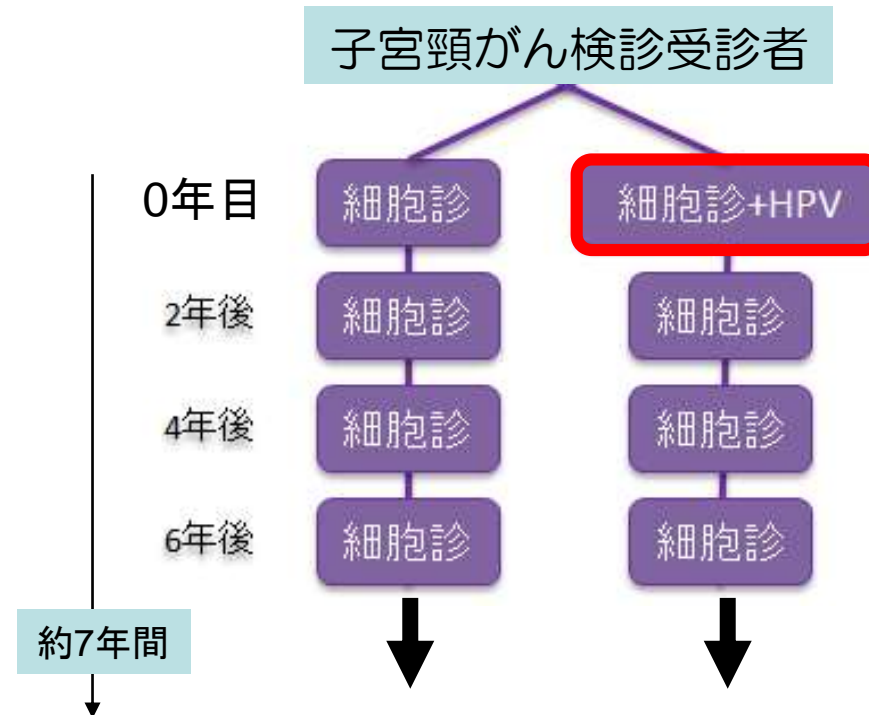 子宮頸がん検診受診者
0年目
細胞診
細胞診+HPV
2年後
細胞診
細胞診
4年後
細胞診
細胞診
6年後
細胞診
細胞診
約7年間